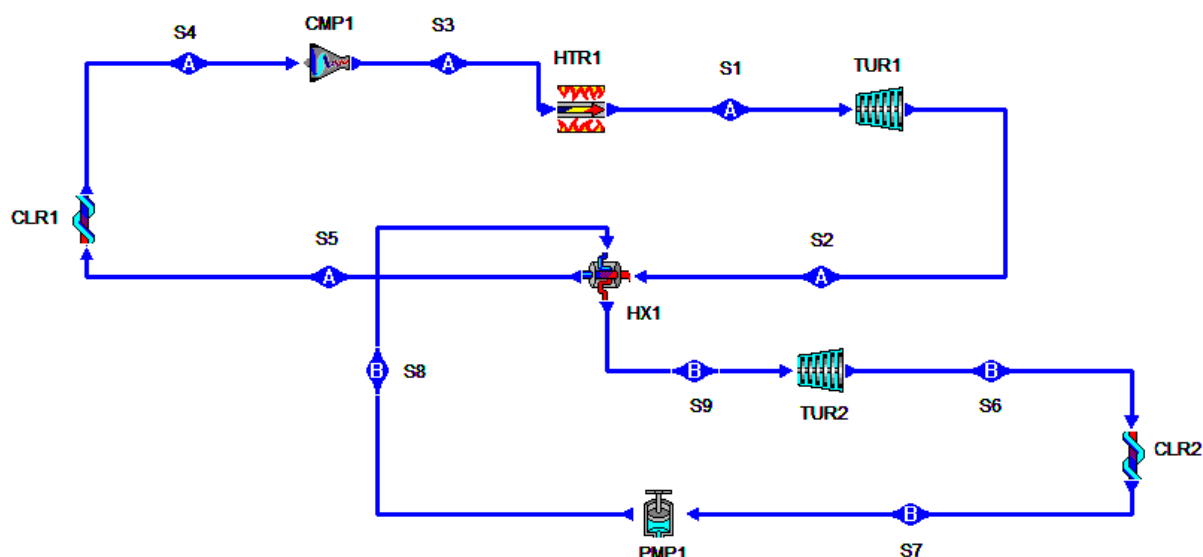 S4
CMP1
S3
HTR1
S1
TUR1
A
A
A
CLR1
S5
S2
A
A
HX1
B
S8
B
B
S9
TUR2
S6
CLR2
B
PMP1
S7